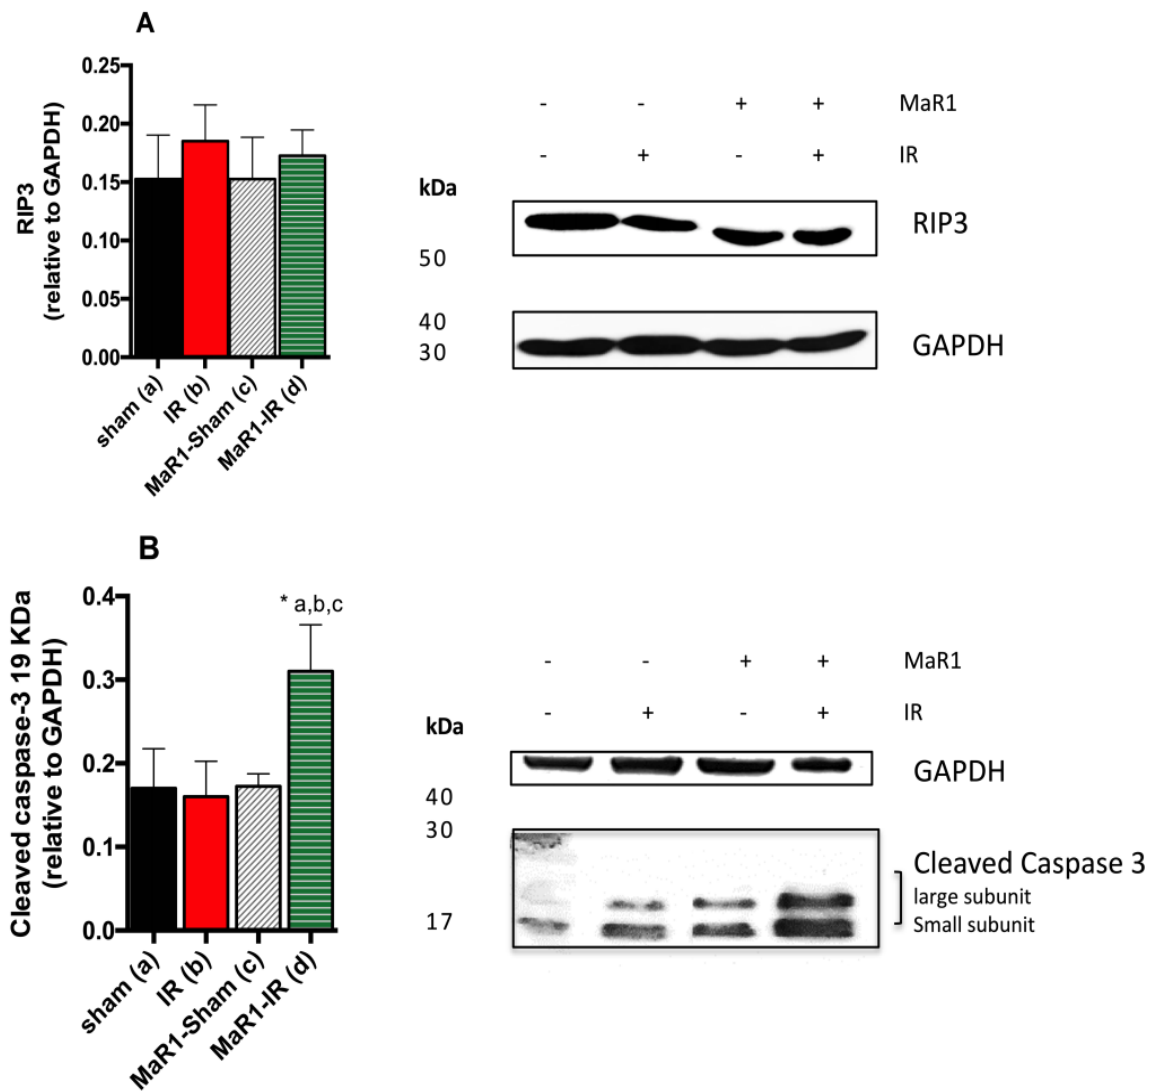 A
0.25
0.20
0.15
0.10
0.05
0.00
RIP3
(relative to GAPDH)
sham (a)
IR (b)
MaR1-Sham (c)
MaR1-IR (d)
- - + + MaR1
- + - + IR
kDa
RIP3
50
40
30
GAPDH
B
0.4
0.3
0.2
0.1
0.0
Cleaved caspase-3 19 KDa
(relative to GAPDH)
* a,b,c
sham (a)
IR (b)
MaR1-Sham (c)
MaR1-IR (d)
- - + + MaR1
- + - + IR
kDa
GAPDH
40
30
Cleaved Caspase 3
large subunit
17
Small subunit